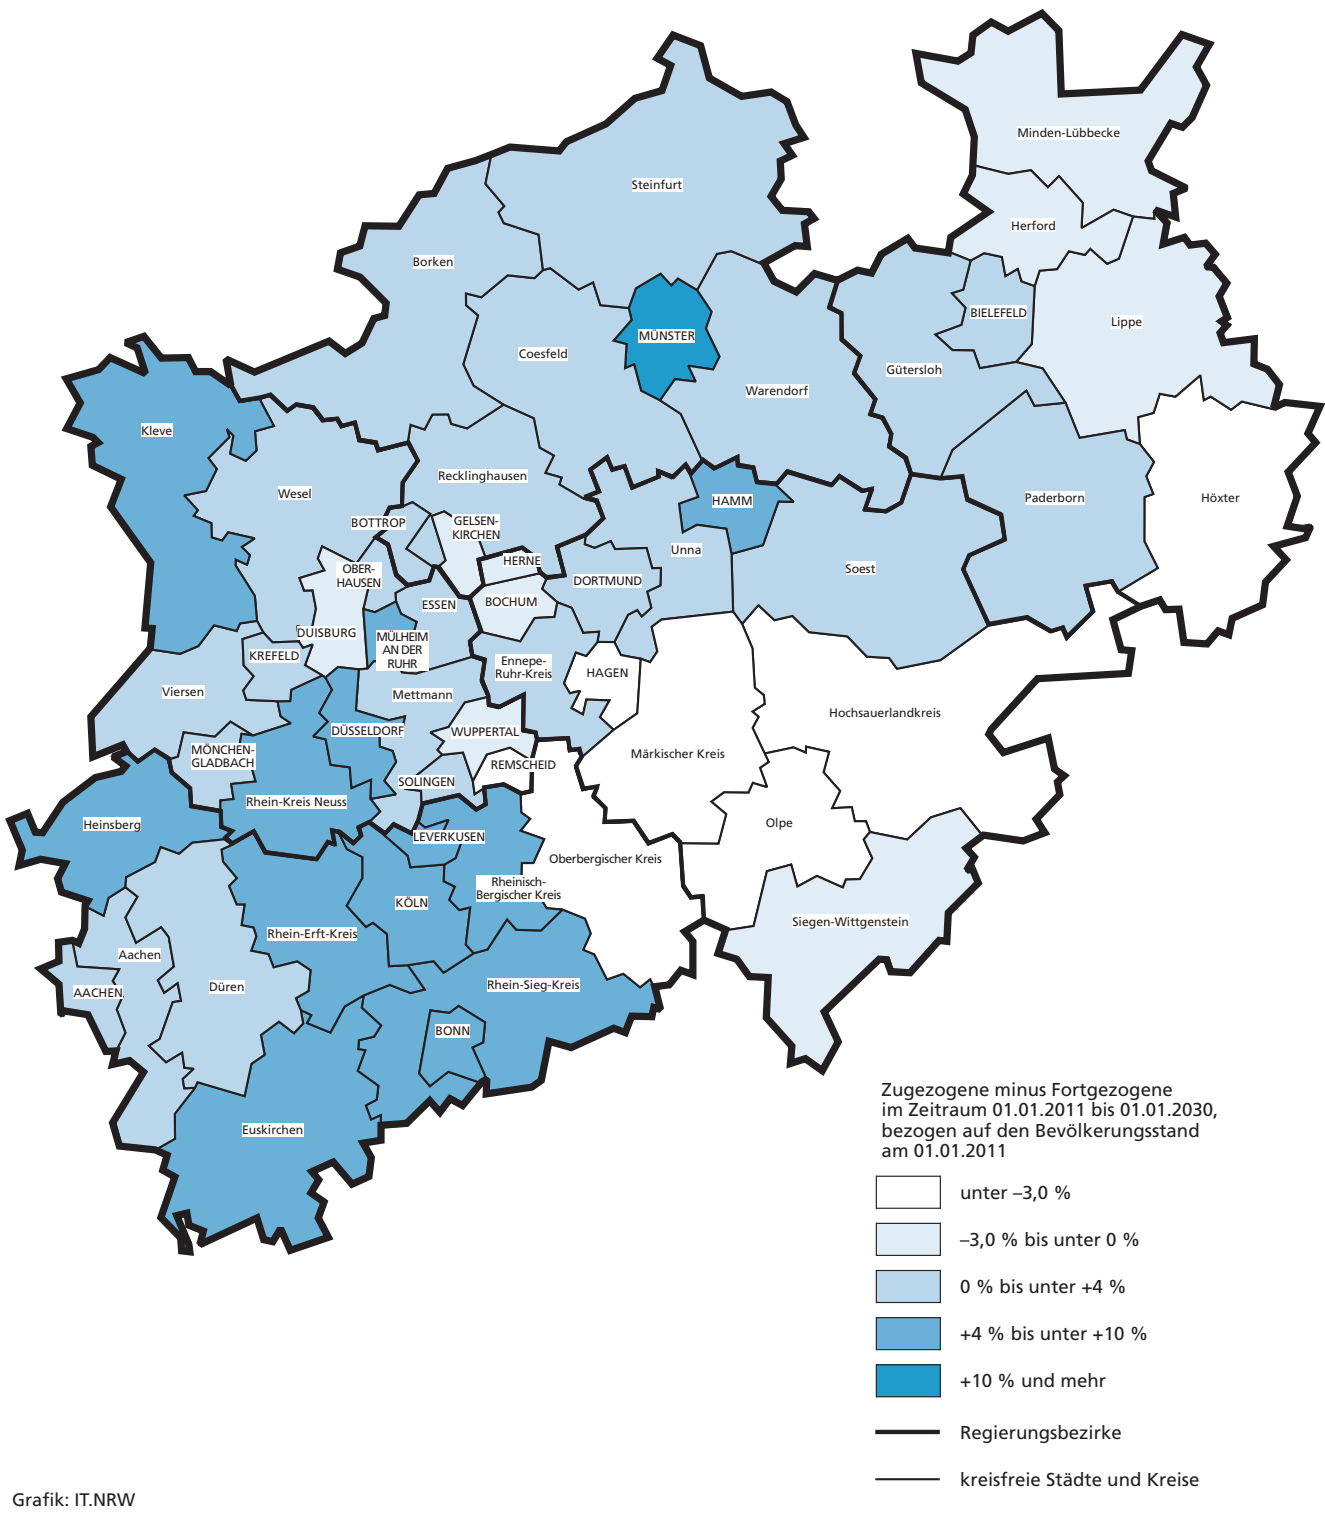 Minden-Lübbecke
Steinfurt
Herford
Borken
BIELEFELD
Lippe
MÜNSTER
Coesfeld
Gütersloh
Warendorf
Kleve
Recklinghausen
Wesel
Paderborn
Höxter
HAMM
BOTTROP
GELSEN-
KIRCHEN
Unna
HERNE
Soest
OBER-
HAUSEN
DORTMUND
ESSEN
BOCHUM
DUISBURG
MÜLHEIM
AN DER
RUHR
KREFELD
Ennepe-
Ruhr-Kreis
HAGEN
Viersen
Mettmann
Hochsauerlandkreis
DÜSSELDORF
WUPPERTAL
MÖNCHEN-
GLADBACH
Märkischer Kreis
REMSCHEID
SOLINGEN
Rhein-Kreis Neuss
Heinsberg
Olpe
LEVERKUSEN
Oberbergischer Kreis
Rheinisch-
Bergischer Kreis
KÖLN
Siegen-Wittgenstein
Rhein-Erft-Kreis
Aachen
Rhein-Sieg-Kreis
Düren
AACHEN
BONN
Euskirchen
Zugezogene minus Fortgezogene
im Zeitraum 01.01.2011 bis 01.01.2030,
bezogen auf den Bevölkerungsstand
am 01.01.2011
unter –3,0 %
–3,0 % bis unter 0 %
0 % bis unter +4 %
+4 % bis unter +10 %
+10 % und mehr
Regierungsbezirke
kreisfreie Städte und Kreise
Grafik: IT.NRW